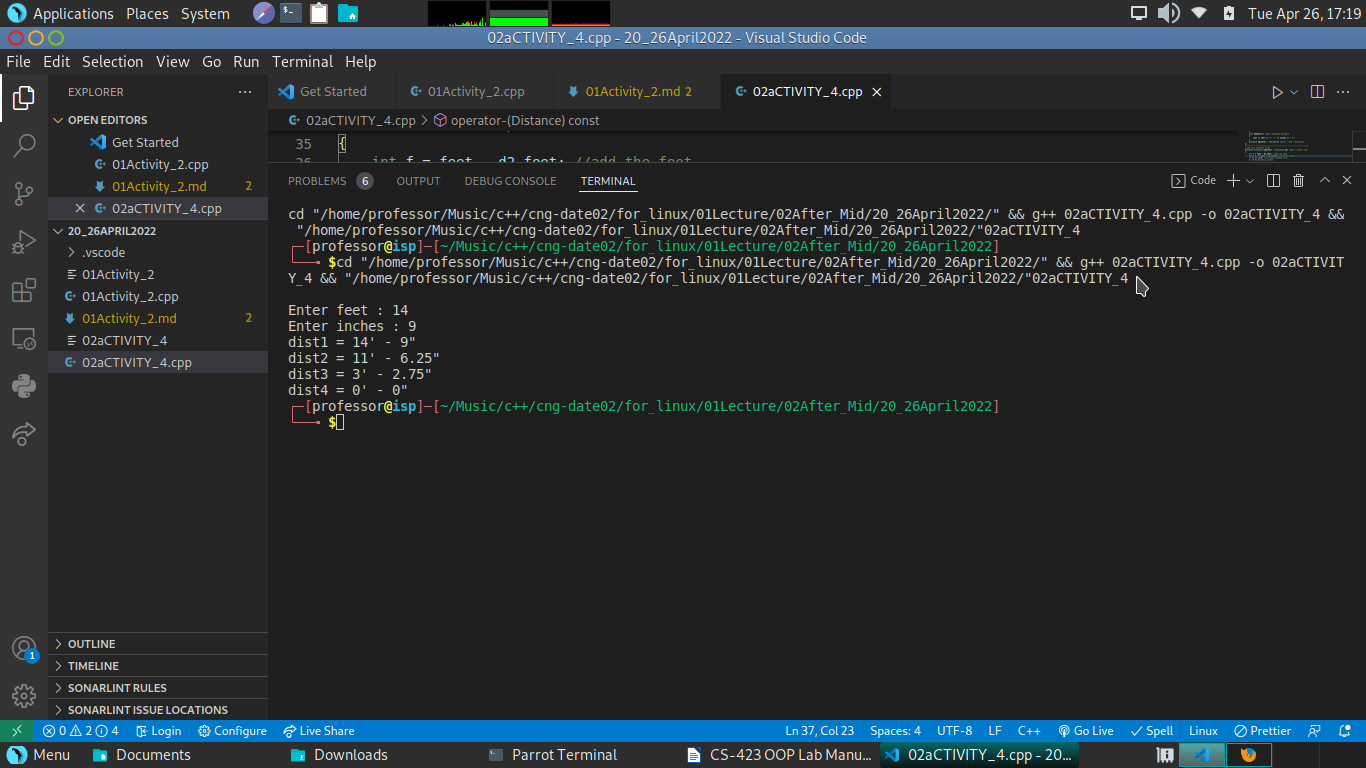 Applications Places System Tue Apr 26, 17:19
02aCTIVITY_4.cpp - 20_26April2022 - Visual Studio Code
File Edit Selection View Go Run Terminal Help
EXPLORER
OPEN EDITORS
Get Started
01Activity_2.cpp
01Activity_2.md 2
02aCTIVITY_4.cpp
20_26APRIL2022
.vscode
01Activity_2
01Activity_2.cpp
01Activity_2.md 2
02aCTIVITY_4
02aCTIVITY_4.cpp
OUTLINE
TIMELINE
SONARLINT RULES
SONARLINT ISSUE LOCATIONS
1
Get Started 01Activity_2.cpp 01Activity_2.md 2 02aCTIVITY_4.cpp
02aCTIVITY_4.cpp > operator-(Distance) const
35 {
int f = feet - d2.feet; //add the feet
PROBLEMS 6 OUTPUT DEBUG CONSOLE TERMINAL Code
cd "/home/professor/Music/c++/cng-date02/for_linux/01Lecture/02After_Mid/20_26April2022/" && g++ 02aCTIVITY_4.cpp -o 02aCTIVITY_4 &&
"/home/professor/Music/c++/cng-date02/for_linux/01Lecture/02After_Mid/20_26April2022/"02aCTIVITY_4
┌─[professor@isp]─[~/Music/c++/cng-date02/for_linux/01Lecture/02After_Mid/20_26April2022]
└──╼ $cd "/home/professor/Music/c++/cng-date02/for_linux/01Lecture/02After_Mid/20_26April2022/" && g++ 02aCTIVITY_4.cpp -o 02aCTIVIT
Y_4 && "/home/professor/Music/c++/cng-date02/for_linux/01Lecture/02After_Mid/20_26April2022/"02aCTIVITY_4
Enter feet : 14
Enter inches : 9
dist1 = 14' - 9"
dist2 = 11' - 6.25"
dist3 = 3' - 2.75"
dist4 = 0' - 0"
┌─[professor@isp]─[~/Music/c++/cng-date02/for_linux/01Lecture/02After_Mid/20_26April2022]
└──╼ $
0 2 4 Login Configure Live Share Ln 37, Col 23 Spaces: 4 UTF-8 LF C++ Go Live Spell Linux Prettier
Menu Documents Downloads Parrot Terminal CS-423 OOP Lab Manu... 02aCTIVITY_4.cpp - 20...